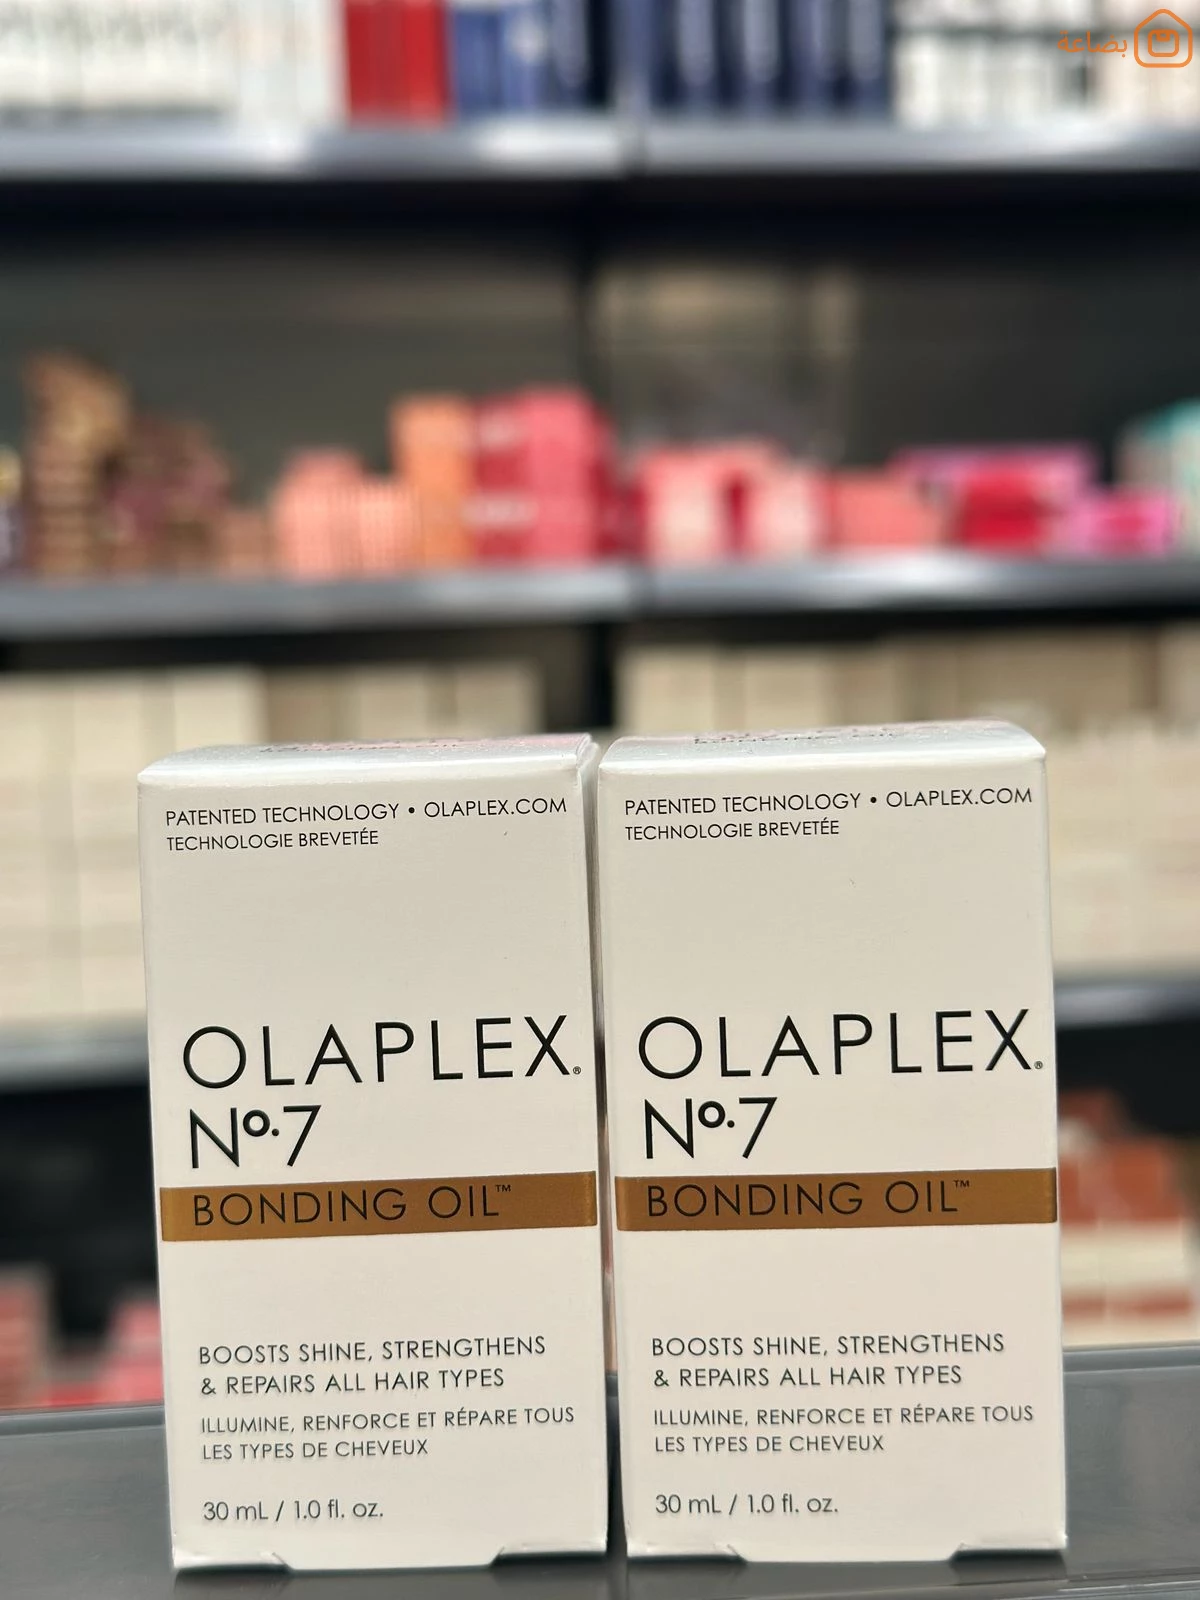 بضاعة
PATENTED TECHNOLOGY • OLAPLEX.COM
TECHNOLOGIE BREVETÉE
OLAPLEX®
Nº.7
BONDING OIL™
BOOSTS SHINE, STRENGTHENS
& REPAIRS ALL HAIR TYPES
ILLUMINE, RENFORCE ET RÉPARE TOUS
LES TYPES DE CHEVEUX
30 mL / 1.0 fl. oz.
PATENTED TECHNOLOGY • OLAPLEX.COM
TECHNOLOGIE BREVETÉE
OLAPLEX®
Nº.7
BONDING OIL™
BOOSTS SHINE, STRENGTHENS
& REPAIRS ALL HAIR TYPES
ILLUMINE, RENFORCE ET RÉPARE TOUS
LES TYPES DE CHEVEUX
30 mL / 1.0 fl. oz.